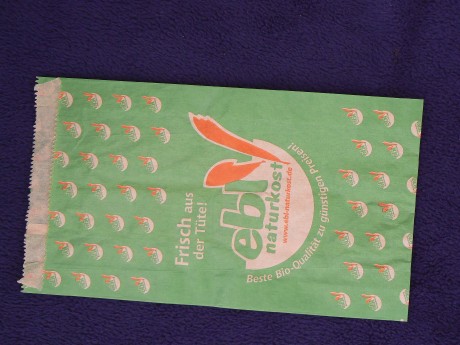 Frisch aus
der Tüte!
ebl
naturkost
www.ebl-naturkost.de
Beste Bio-Qualität zu günstigen Preisen!